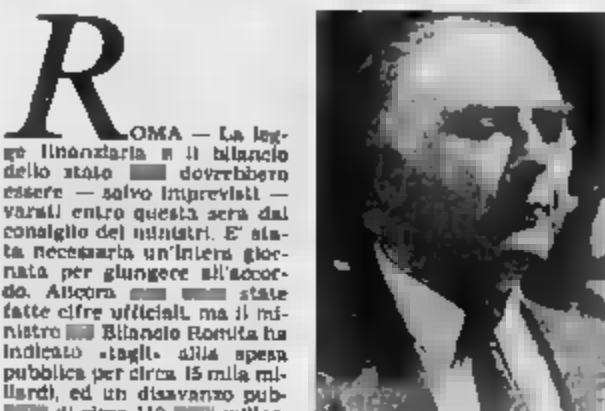 ROMA — La leg-
ge finanziaria e il bilancio
dello stato dovrebbero
essere — salvo imprevisti —
varati entro questa sera dal
consiglio dei ministri. E' sta-
ta necessaria un'intera gior-
nata per giungere all'accor-
do. Ancora state
fatte cifre ufficiali, ma il mi-
nistro Bilancio Romita ha
indicato «tagli» alla spesa
pubblica per circa 15 mila mi-
liardi, ed un disavanzo pub-
di circa 110